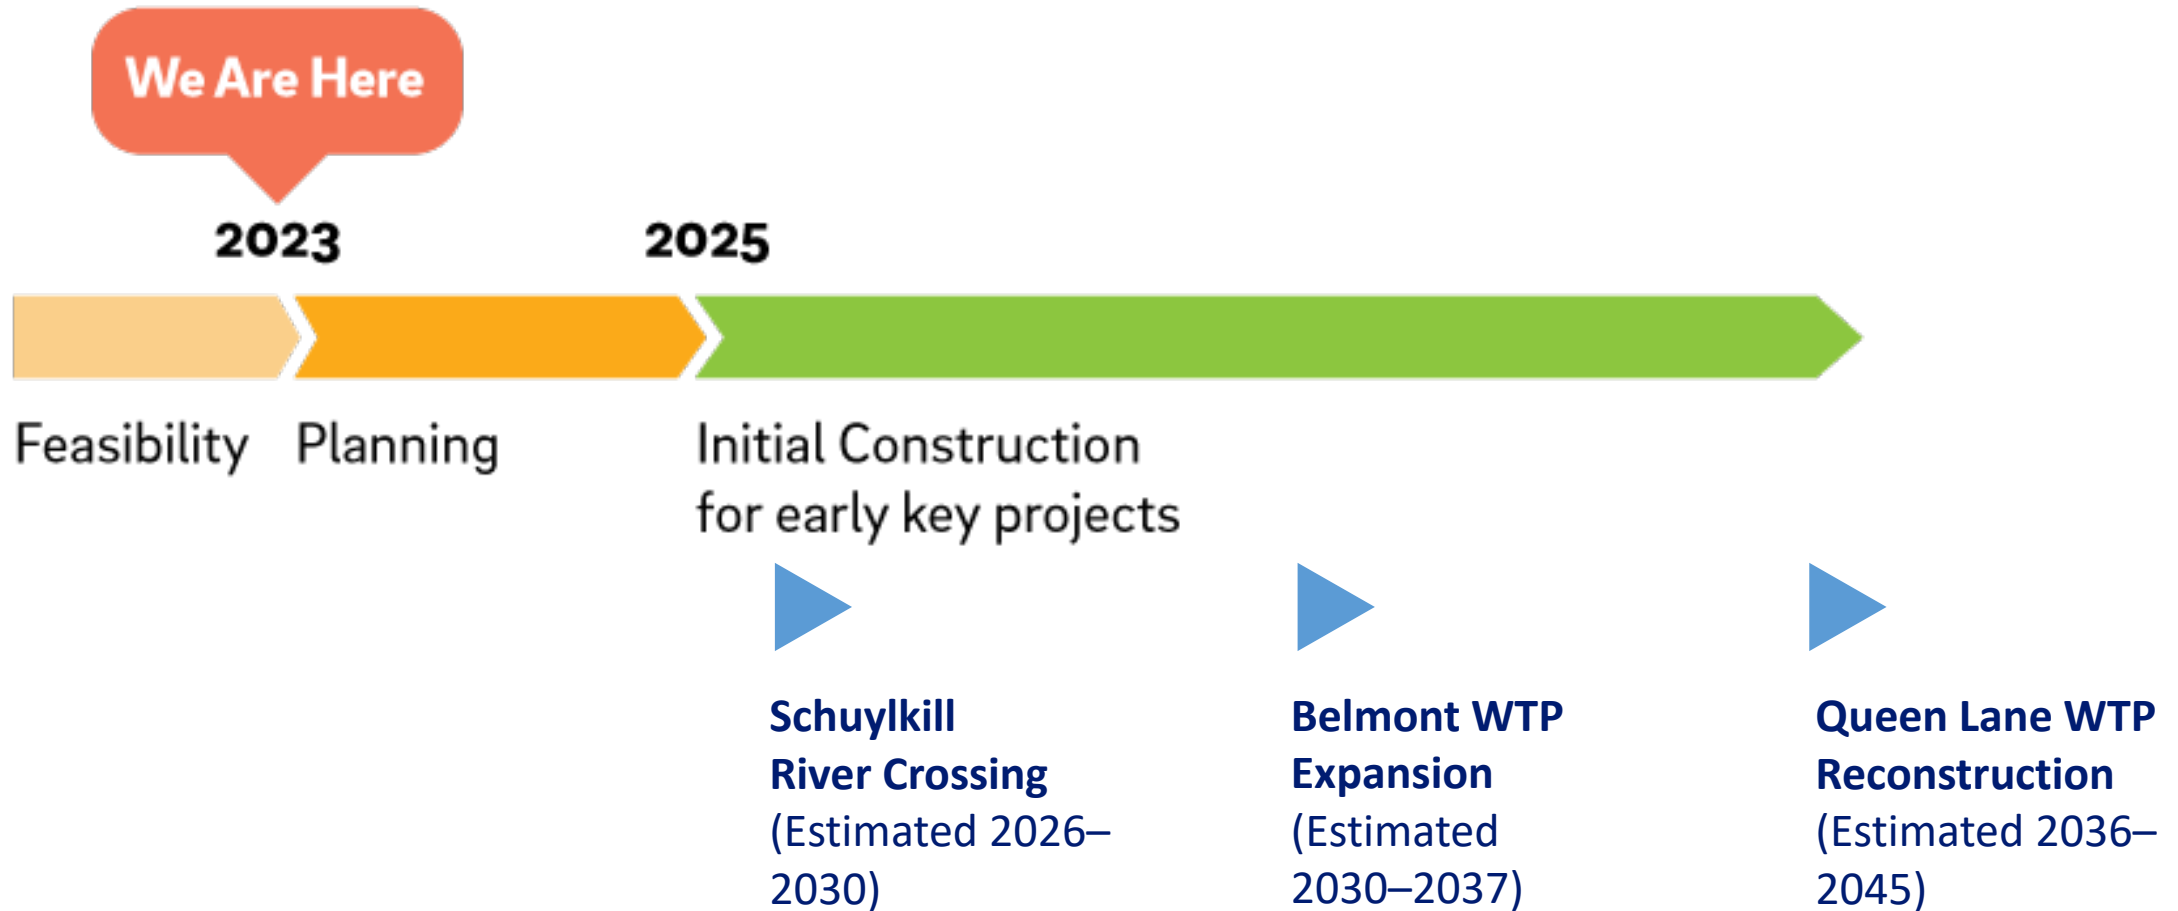 We Are Here
2023
2025
Feasibility
Planning
Initial Construction
for early key projects
Schuylkill
River Crossing
(Estimated 2026–
2030)
Belmont WTP
Expansion
(Estimated
2030–2037)
Queen Lane WTP
Reconstruction
(Estimated 2036–
2045)